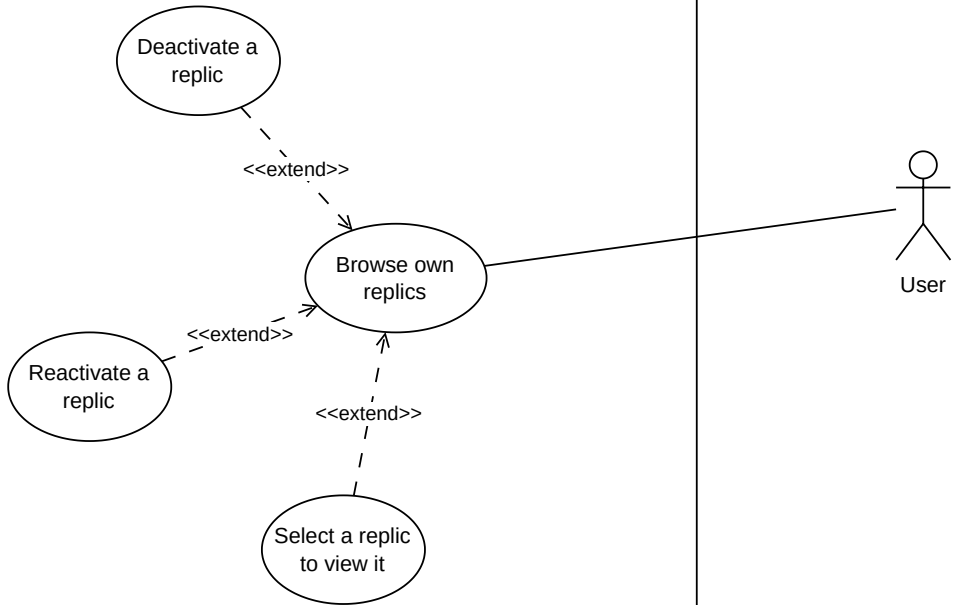 Deactivate a
replic
<<extend>>
Browse own
replics
User
<<extend>>
Reactivate a
replic
<<extend>>
Select a replic
to view it